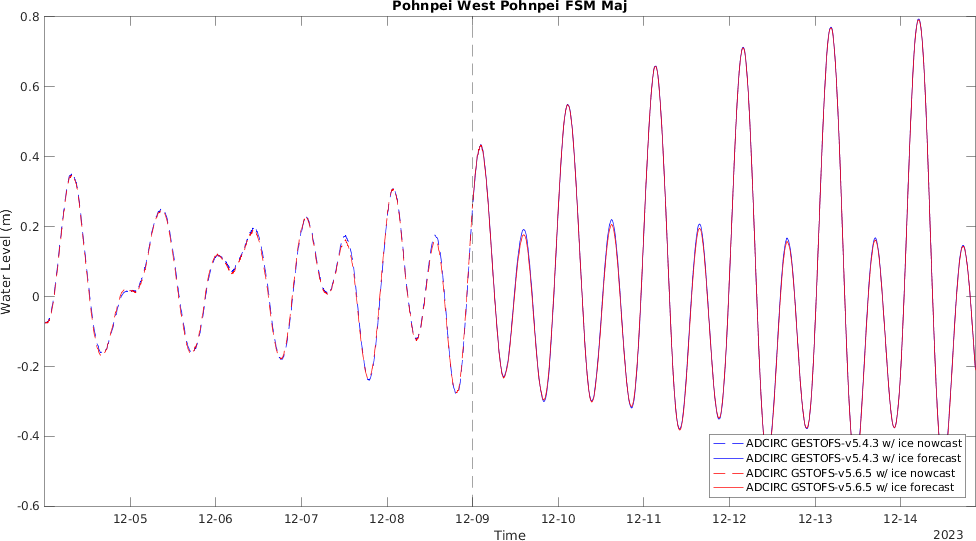 Pohnpei West Pohnpei FSM Maj
Water Level (m)
0.8
0.6
0.4
0.2
0
-0.2
-0.4
-0.6
ADCIRC GESTOFS-v5.4.3 w/ ice nowcast
ADCIRC GESTOFS-v5.4.3 w/ ice forecast
ADCIRC GSTOFS-v5.6.5 w/ ice nowcast
ADCIRC GSTOFS-v5.6.5 w/ ice forecast
12-05 12-06 12-07 12-08 12-09 12-10 12-11 12-12 12-13 12-14
Time
2023